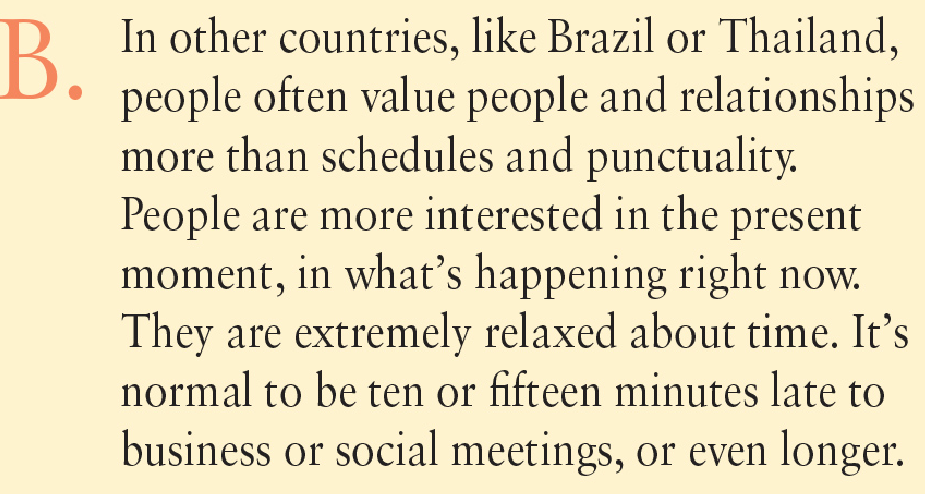 B. In other countries, like Brazil or Thailand,
people often value people and relationships
more than schedules and punctuality.
People are more interested in the present
moment, in what’s happening right now.
They are extremely relaxed about time. It’s
normal to be ten or fifteen minutes late to
business or social meetings, or even longer.